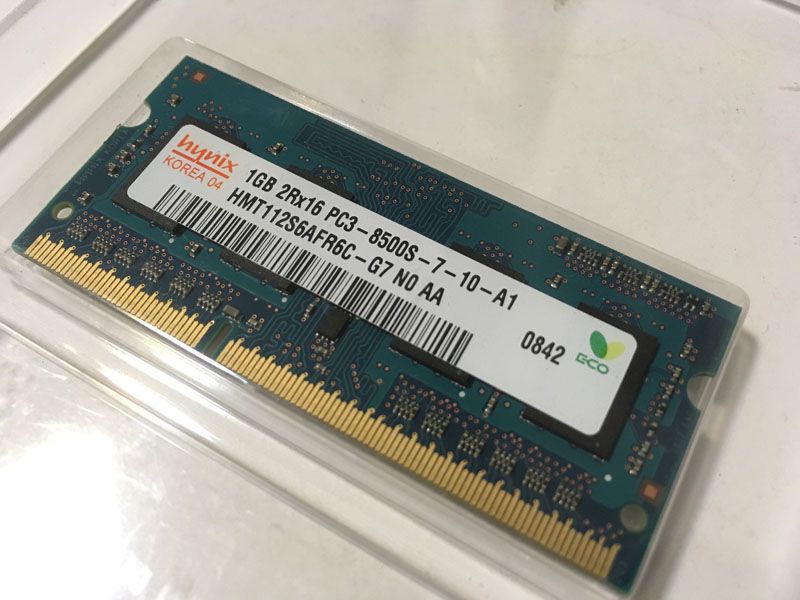 hynix
KOREA 04
1GB 2Rx16 PC3-8500S-7-10-A1
HMT112S6AFR6C-G7 N0 AA
0842
ECO